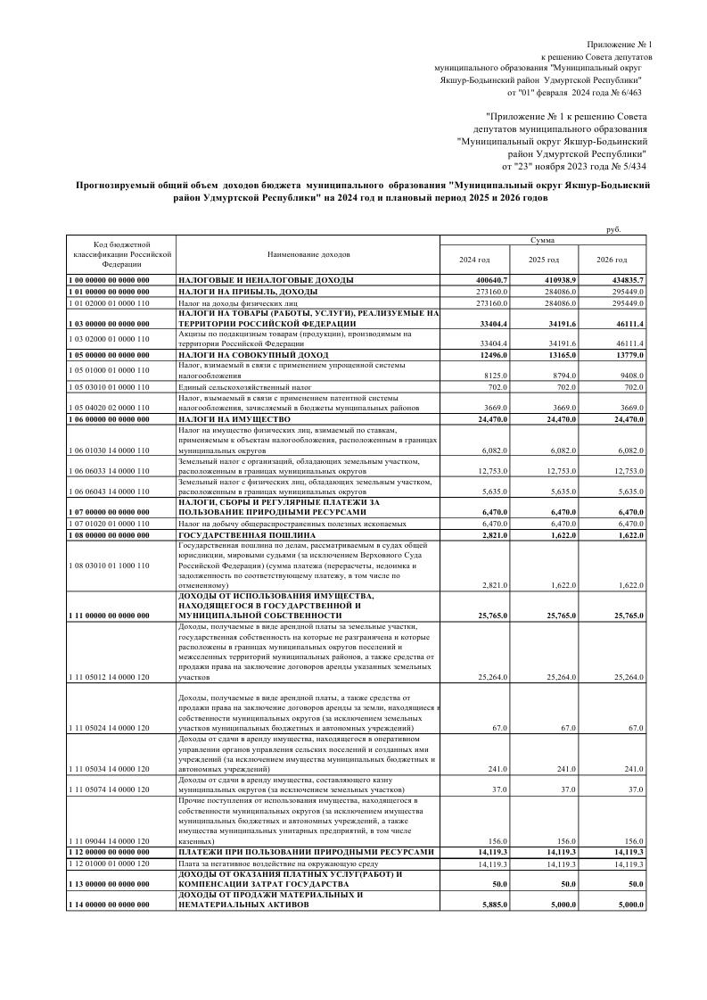 Приложение № 1
к решению Совета депутатов
муниципального образования "Муниципальный округ
Якшур-Бодьинский район Удмуртской Республики"
от "01" февраля 2024 года № 6/463
"Приложение № 1 к решению Совета
депутатов муниципального образования
"Муниципальный округ Якшур-Бодьинский
район Удмуртской Республики"
от "23" ноября 2023 года № 5/434
Прогнозируемый общий объем доходов бюджета муниципального образования "Муниципальный округ Якшур-Бодьинский
район Удмуртской Республики" на 2024 год и плановый период 2025 и 2026 годов
руб.
Код бюджетной
классификации Российской
Федерации
Наименование доходов
Сумма
2024 год 2025 год 2026 год
1 00 00000 00 0000 000 НАЛОГОВЫЕ И НЕНАЛОГОВЫЕ ДОХОДЫ 400640.7 410938.9 434835.7
1 01 00000 00 0000 000 НАЛОГИ НА ПРИБЫЛЬ, ДОХОДЫ 273160.0 284086.0 295449.0
1 01 02000 01 0000 110 Налог на доходы физических лиц 273160.0 284086.0 295449.0
НАЛОГИ НА ТОВАРЫ (РАБОТЫ, УСЛУГИ), РЕАЛИЗУЕМЫЕ НА
1 03 00000 00 0000 000 ТЕРРИТОРИИ РОССИЙСКОЙ ФЕДЕРАЦИИ 33404.4 34191.6 46111.4
Акцизы по подакцизным товарам (продукции), производимым на
1 03 02000 01 0000 110 территории Российской Федерации 33404.4 34191.6 46111.4
1 05 00000 00 0000 000 НАЛОГИ НА СОВОКУПНЫЙ ДОХОД 12496.0 13165.0 13779.0
Налог, взимаемый в связи с применением упрощенной системы
1 05 01000 01 0000 110 налогообложения 8125.0 8794.0 9408.0
1 05 03010 01 0000 110 Единый сельскохозяйственный налог 702.0 702.0 702.0
Налог, взымаемый в связи с применением патентной системы
1 05 04020 02 0000 110 налогообложения, зачисляемый в бюджеты мунципальных районов 3669.0 3669.0 3669.0
1 06 00000 00 0000 000 НАЛОГИ НА ИМУЩЕСТВО 24,470.0 24,470.0 24,470.0
Налог на имущество физических лиц, взимаемый по ставкам,
применяемым к объектам налогообложения, расположенным в границах
1 06 01030 14 0000 110 муниципальных округов 6,082.0 6,082.0 6,082.0
Земельный налог с организаций, обладающих земельным участком,
1 06 06033 14 0000 110 расположенным в границах муниципальных округов 12,753.0 12,753.0 12,753.0
Земельный налог с физических лиц, обладающих земельным участком,
1 06 06043 14 0000 110 расположенным в границах муниципальных округов 5,635.0 5,635.0 5,635.0
НАЛОГИ, СБОРЫ И РЕГУЛЯРНЫЕ ПЛАТЕЖИ ЗА
1 07 00000 00 0000 000 ПОЛЬЗОВАНИЕ ПРИРОДНЫМИ РЕСУРСАМИ 6,470.0 6,470.0 6,470.0
1 07 01020 01 0000 110 Налог на добычу общераспространенных полезных ископаемых 6,470.0 6,470.0 6,470.0
1 08 00000 00 0000 000 ГОСУДАРСТВЕННАЯ ПОШЛИНА 2,821.0 1,622.0 1,622.0
Государственная пошлина по делам, рассматриваемым в судах общей
юрисдикции, мировыми судьями (за исключением Верховного Суда
1 08 03010 01 1000 110 Российской Федерации) (сумма платежа (перерасчеты, недоимка и
задолженность по соответствующему платежу, в том числе по
отмененному) 2,821.0 1,622.0 1,622.0
ДОХОДЫ ОТ ИСПОЛЬЗОВАНИЯ ИМУЩЕСТВА,
НАХОДЯЩЕГОСЯ В ГОСУДАРСТВЕННОЙ И
1 11 00000 00 0000 000 МУНИЦИПАЛЬНОЙ СОБСТВЕННОСТИ 25,765.0 25,765.0 25,765.0
Доходы, получаемые в виде арендной платы за земельные участки,
государственная собственность на которые не разграничена и которые
расположены в границах муниципальных округов поселений и
межселенных территорий муниципальных районов, а также средства от
продажи права на заключение договоров аренды указанных земельных
1 11 05012 14 0000 120 участков 25,264.0 25,264.0 25,264.0
Доходы, получаемые в виде арендной платы, а также средства от
продажи права на заключение договоров аренды за земли, находящиеся в
собственности муниципальных округов (за исключением земельных
1 11 05024 14 0000 120 участков муниципальных бюджетных и автономных учреждений) 67.0 67.0 67.0
Доходы от сдачи в аренду имущества, находящегося в оперативном
управлении органов управления сельских поселений и созданных ими
учреждений (за исключением имущества муниципальных бюджетных и
1 11 05034 14 0000 120 автономных учреждений) 241.0 241.0 241.0
Доходы от сдачи в аренду имущества, составляющего казну
1 11 05074 14 0000 120 муниципальных округов (за исключением земельных участков) 37.0 37.0 37.0
Прочие поступления от использования имущества, находящегося в
собственности муниципальных округов (за исключением имущества
муниципальных бюджетных и автономных учреждений, а также
имущества муниципальных унитарных предприятий, в том числе
1 11 09044 14 0000 120 казенных) 156.0 156.0 156.0
1 12 00000 00 0000 000 ПЛАТЕЖИ ПРИ ПОЛЬЗОВАНИИ ПРИРОДНЫМИ РЕСУРСАМИ 14,119.3 14,119.3 14,119.3
1 12 01000 01 0000 120 Плата за негативное воздействие на окружающую среду 14,119.3 14,119.3 14,119.3
ДОХОДЫ ОТ ОКАЗАНИЯ ПЛАТНЫХ УСЛУГ(РАБОТ) И
1 13 00000 00 0000 000 КОМПЕНСАЦИИ ЗАТРАТ ГОСУДАРСТВА 50.0 50.0 50.0
ДОХОДЫ ОТ ПРОДАЖИ МАТЕРИАЛЬНЫХ И
1 14 00000 00 0000 000 НЕМАТЕРИАЛЬНЫХ АКТИВОВ 5,885.0 5,000.0 5,000.0